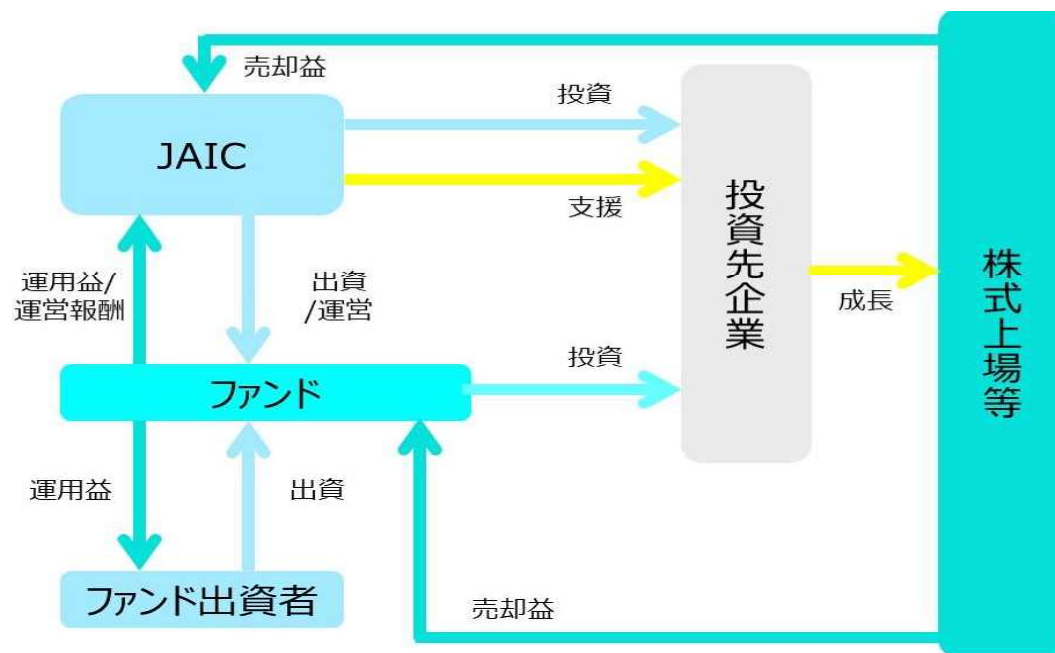 売却益
投資
JAIC
支援
投資先企業
株式上場等
運用益/
運営報酬
出資
/運営
成長
投資
ファンド
運用益
出資
ファンド出資者
売却益